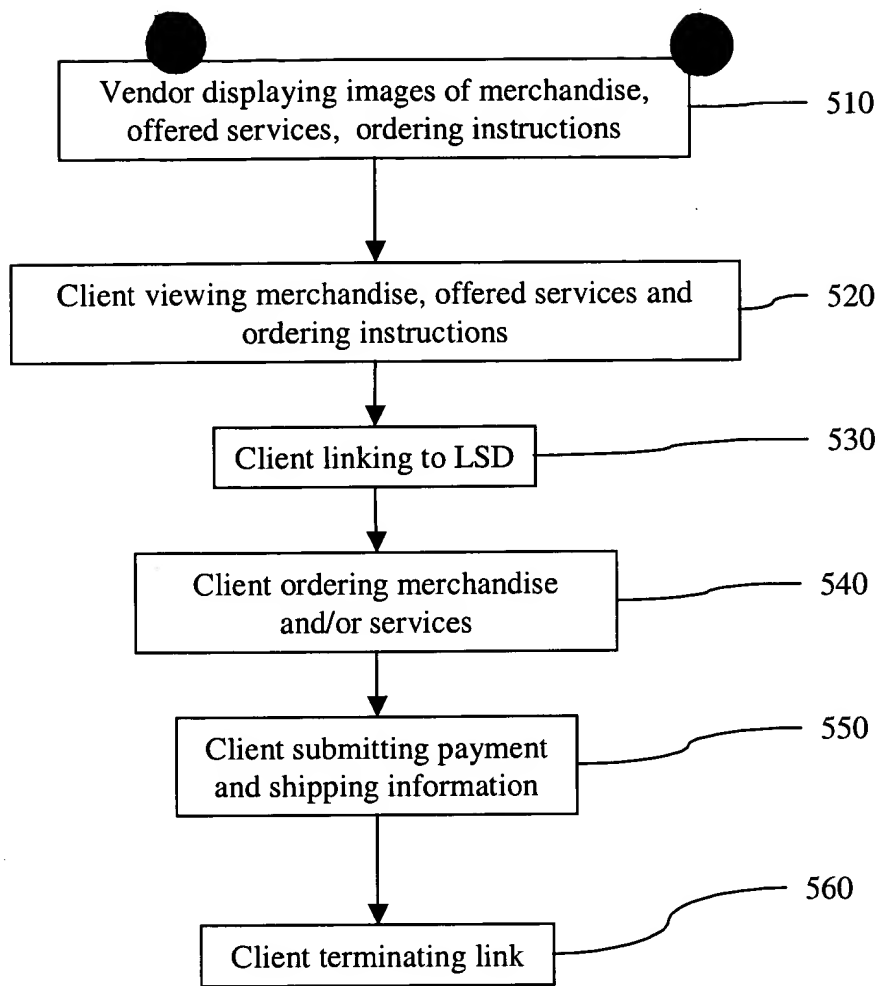 Vendor displaying images of merchandise,
offered services, ordering instructions
510
Client viewing merchandise, offered services and
ordering instructions
520
Client linking to LSD
530
Client ordering merchandise
and/or services
540
Client submitting payment
and shipping information
550
Client terminating link
560